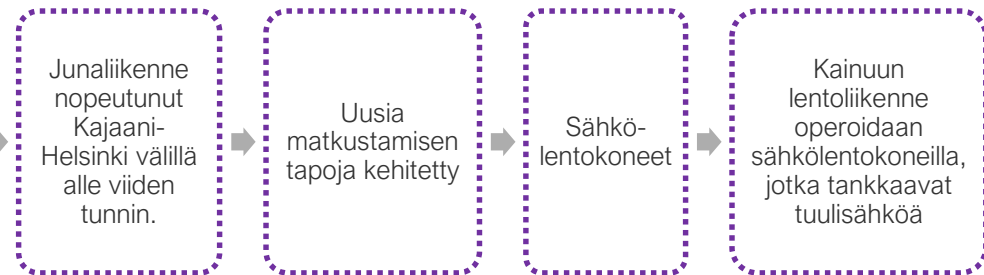 Junaliikenne
nopeutunut
Kajaani-
Helsinki välillä
alle viiden
tunnin.
Uusia
matkustamisen
tapoja kehitetty
Sähkö-
lentokoneet
Kainuun
lentoliikenne
operoidaan
sähkölentokoneilla,
jotka tankkaavat
tuulisähköä